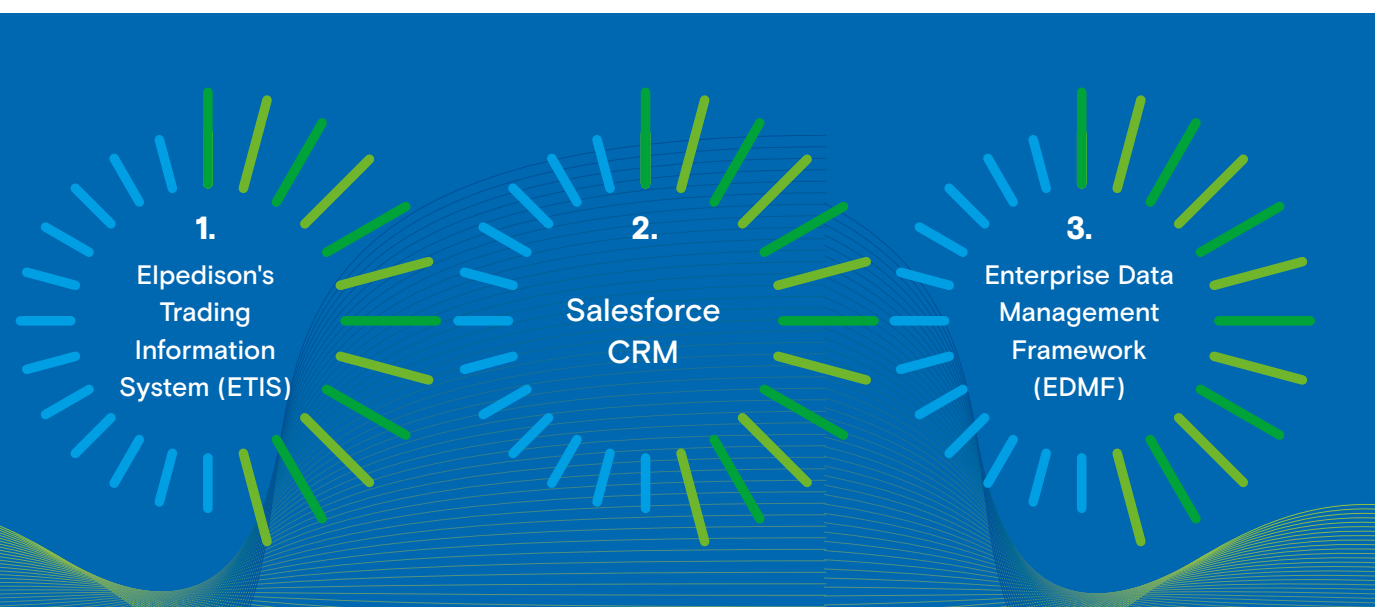 1.
Elpedison's
Trading
Information
System (ETIS)
2.
Salesforce
CRM
3.
Enterprise Data
Management
Framework
(EDMF)